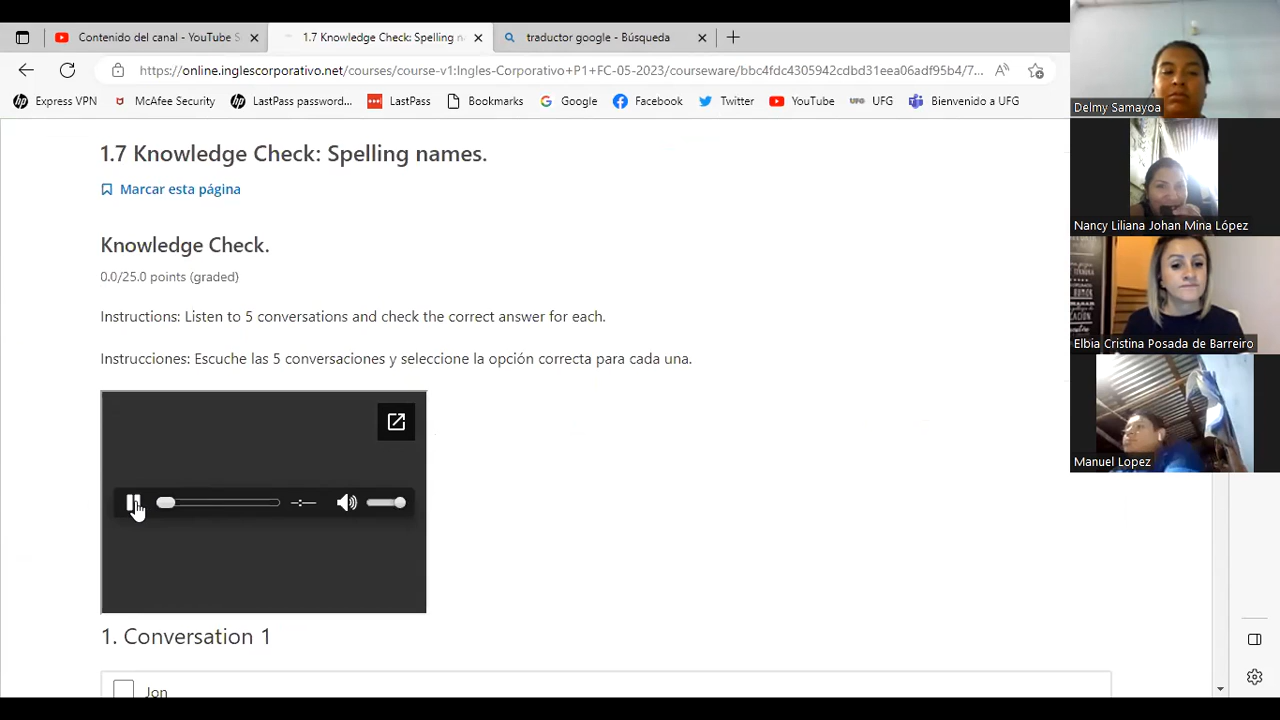 Contenido del canal - YouTube S
1.7 Knowledge Check: Spelling n
traductor google - Búsqueda
https://online.inglescorporativo.net/courses/course-v1:Ingles-Corporativo+P1+FC-05-2023/courseware/bbc4fdc4305942cdbd31eea06adf95b4/7...
Express VPN
McAfee Security
LastPass password...
LastPass
Bookmarks
Google
Facebook
Twitter
YouTube
UFG
UFG
Bienvenido a UFG
1.7 Knowledge Check: Spelling names.
Marcar esta página
Knowledge Check.
0.0/25.0 points (graded)
Instructions: Listen to 5 conversations and check the correct answer for each.
Instrucciones: Escuche las 5 conversaciones y seleccione la opción correcta para cada una.
1. Conversation 1
Jon
Delmy Samayoa
Nancy Liliana Johan Mina López
Elbia Cristina Posada de Barreiro
Manuel Lopez